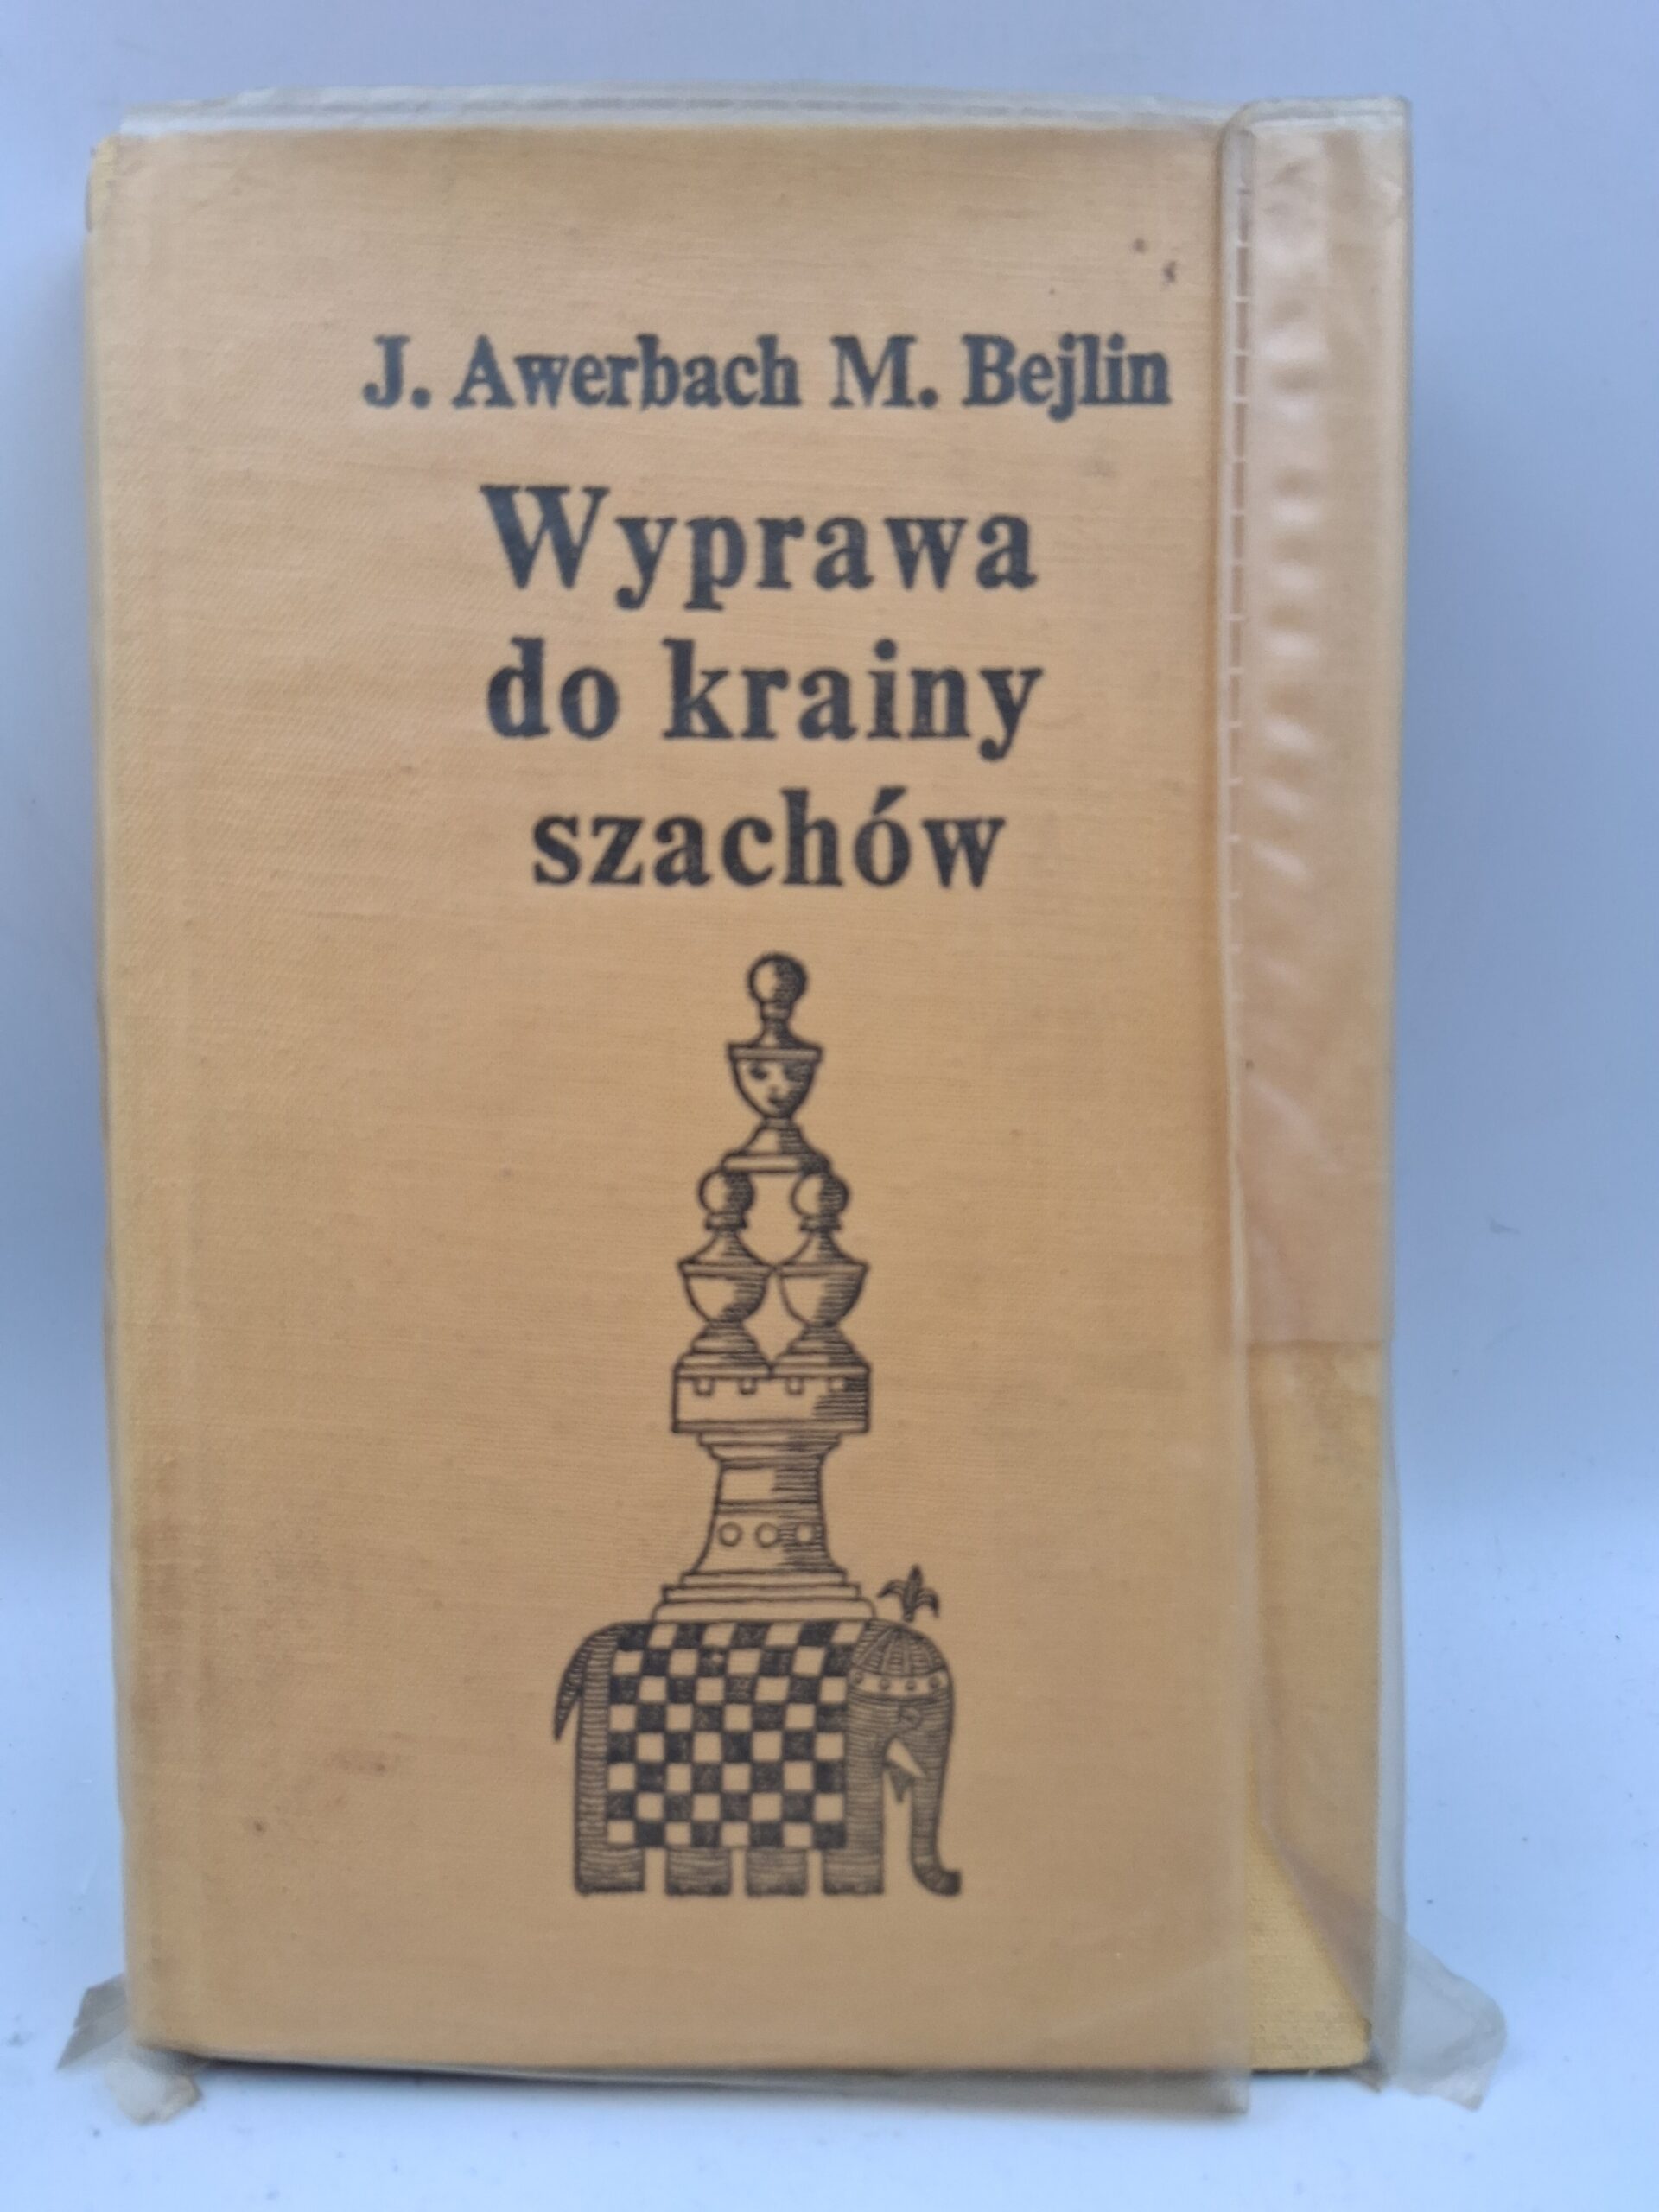 J. Awerbach M. Bejlin
Wyprawa
do krainy
szachów